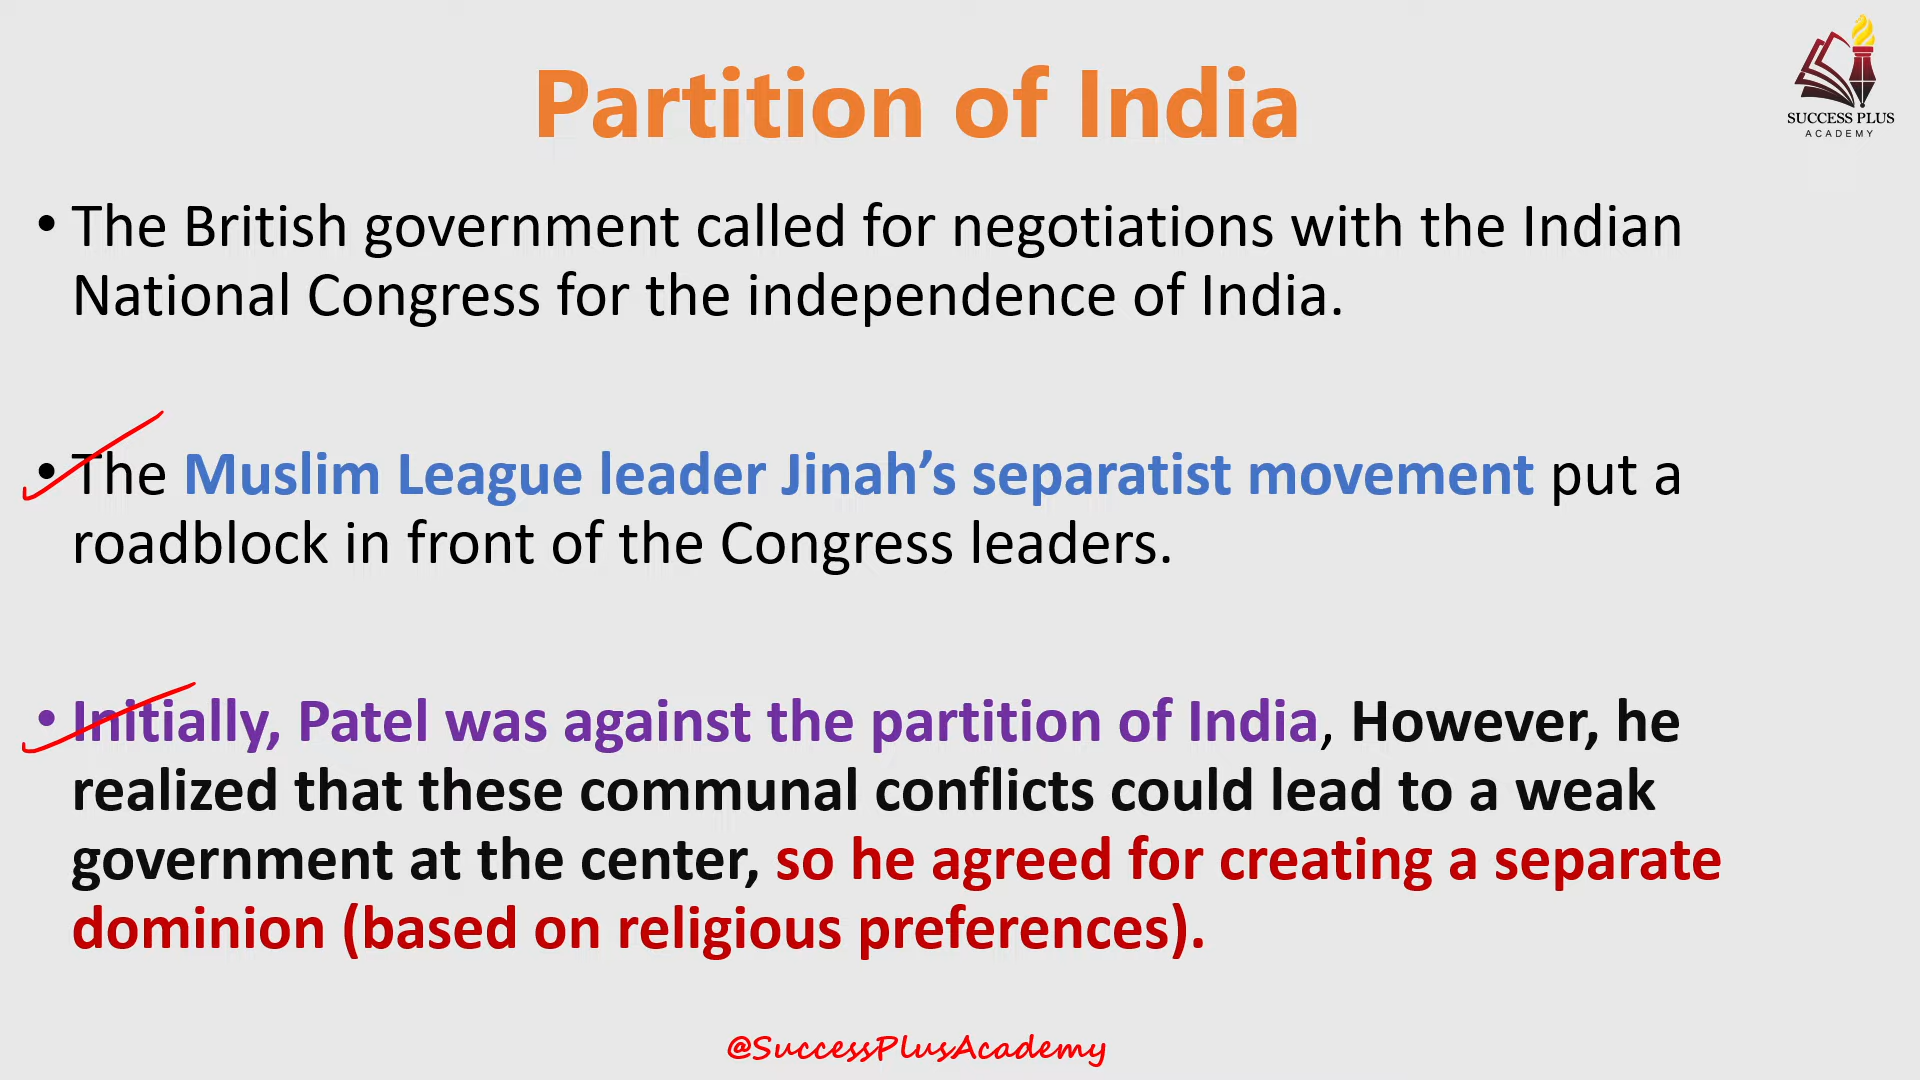 Partition of India
SUCCESS PLUS
ACADEMY
• The British government called for negotiations with the Indian
National Congress for the independence of India.
• The Muslim League leader Jinah’s separatist movement put a
roadblock in front of the Congress leaders.
• Initially, Patel was against the partition of India, However, he
realized that these communal conflicts could lead to a weak
government at the center, so he agreed for creating a separate
dominion (based on religious preferences).
@SuccessPlusAcademy